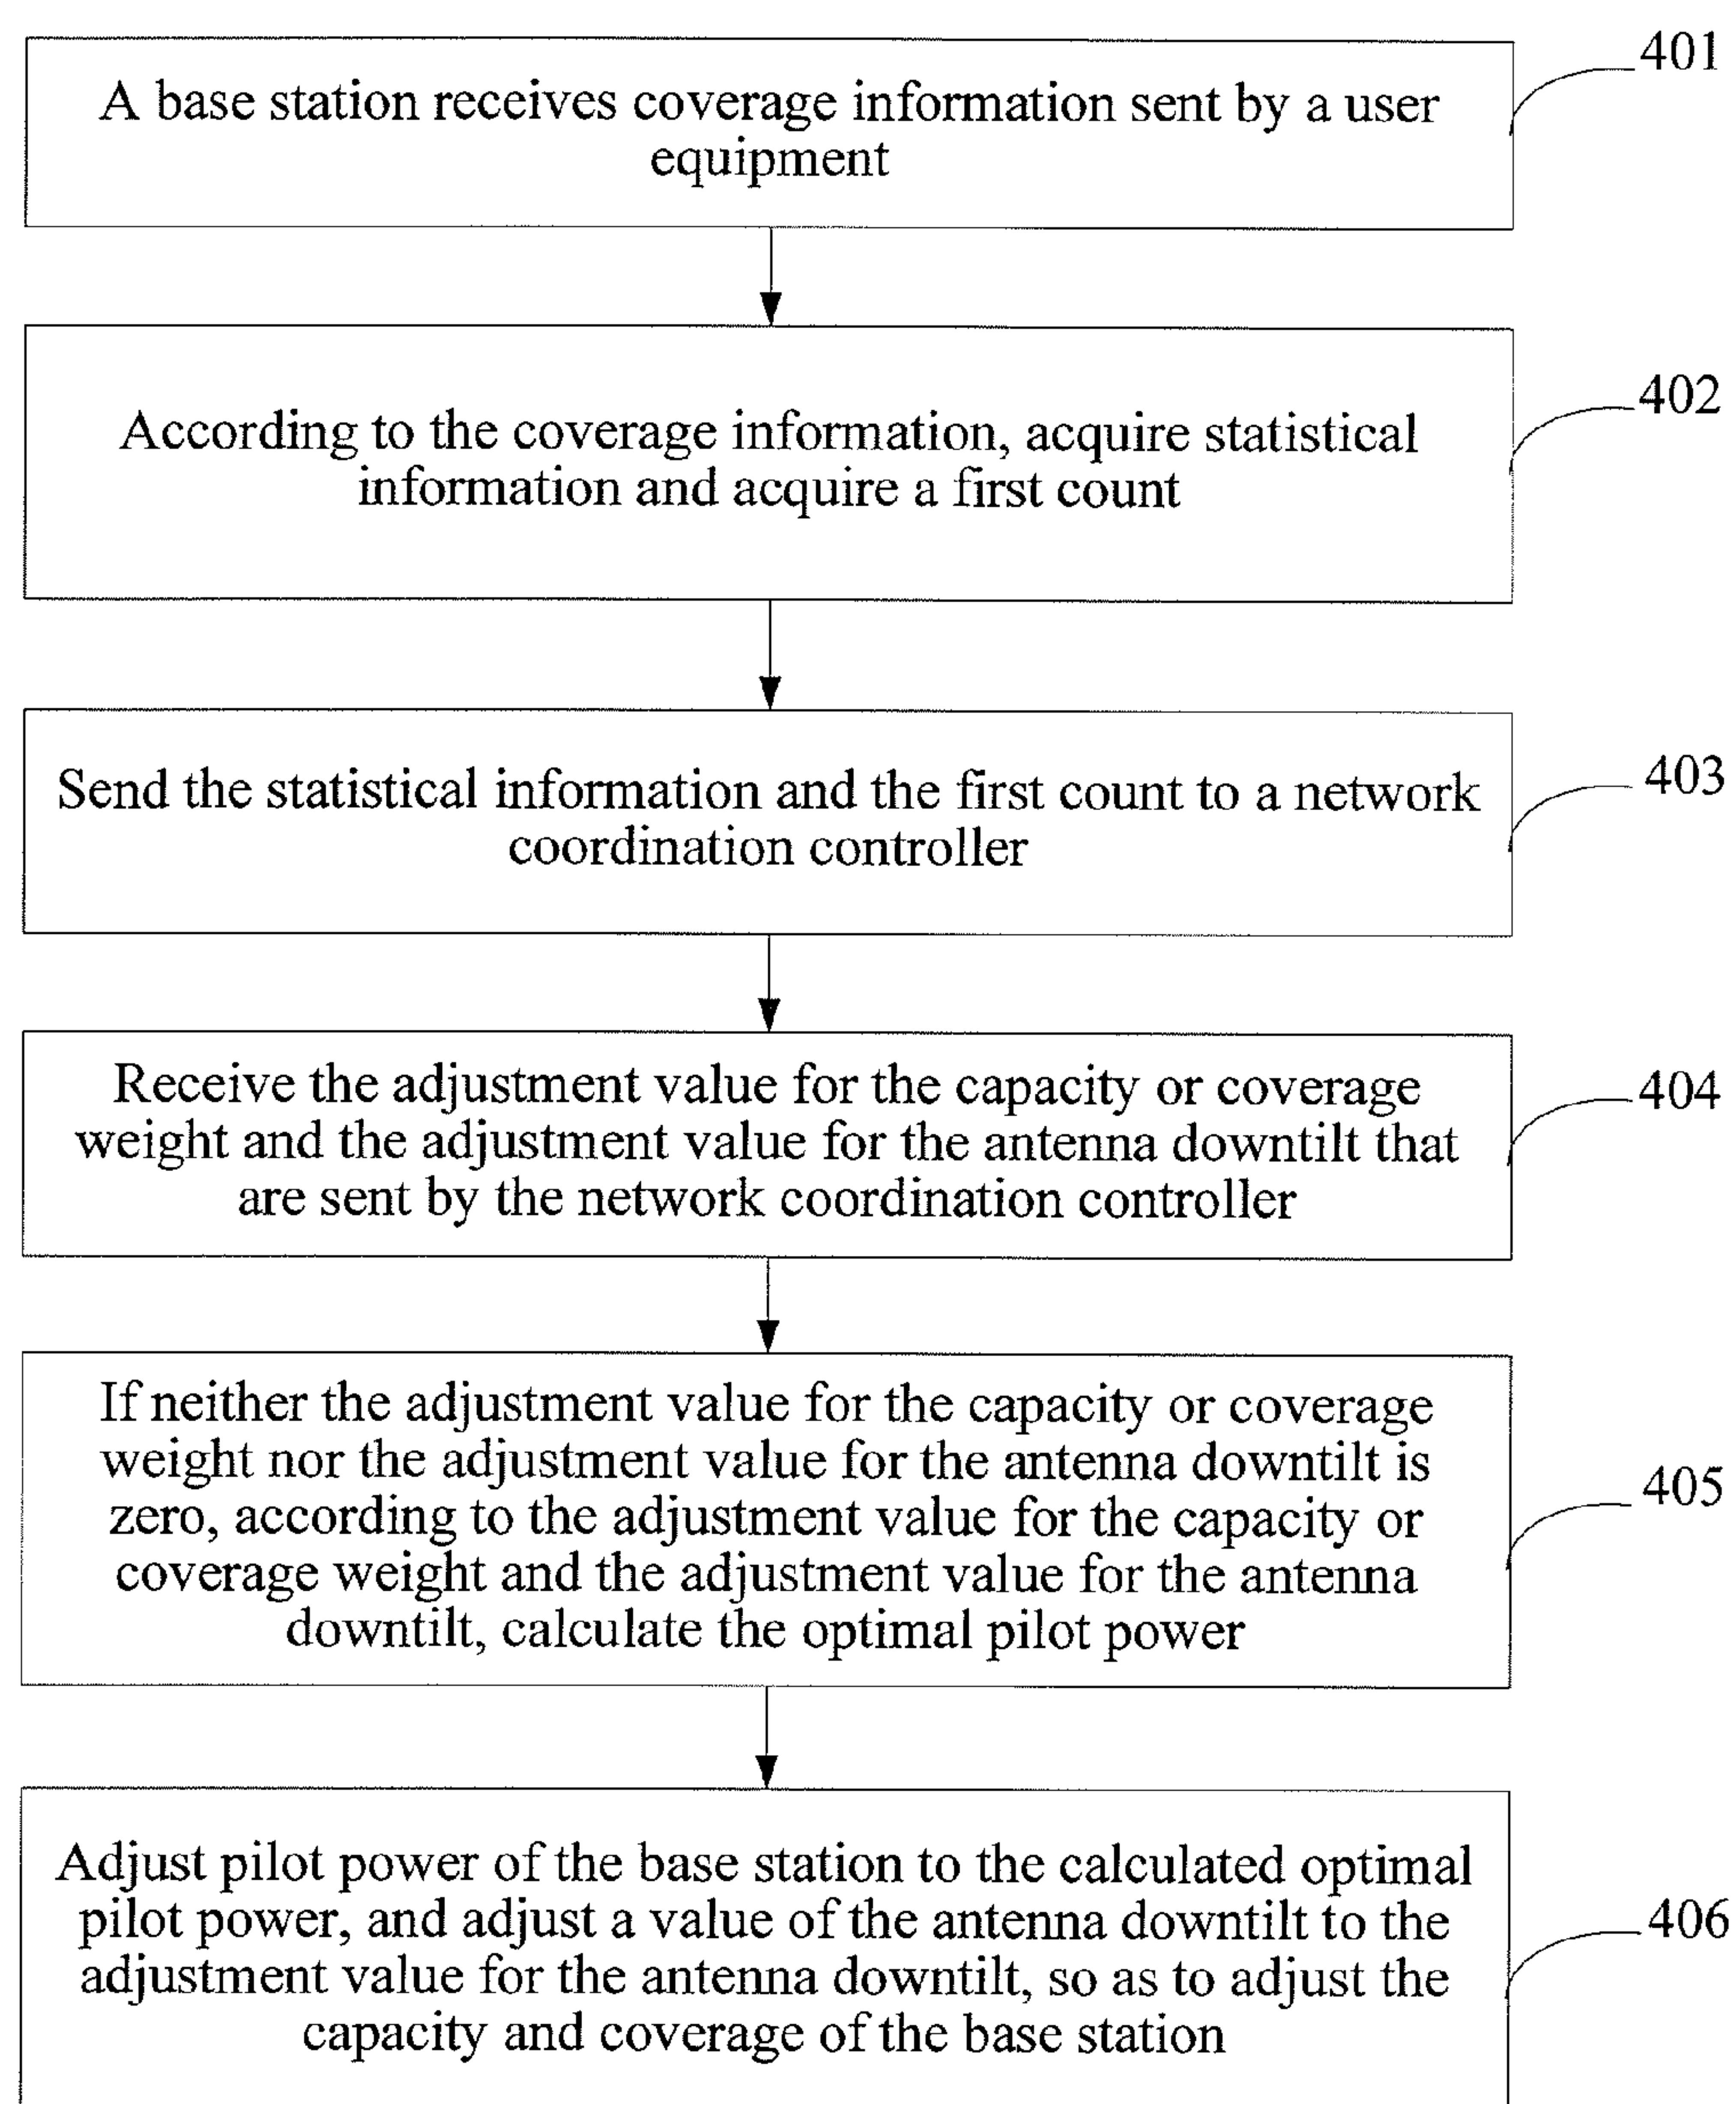 A base station receives coverage information sent by a user
equipment
401
According to the coverage information, acquire statistical
information and acquire a first count
402
Send the statistical information and the first count to a network
coordination controller
403
Receive the adjustment value for the capacity or coverage
weight and the adjustment value for the antenna downtilt that
are sent by the network coordination controller
404
If neither the adjustment value for the capacity or coverage
weight nor the adjustment value for the antenna downtilt is
zero, according to the adjustment value for the capacity or
coverage weight and the adjustment value for the antenna
downtilt, calculate the optimal pilot power
405
Adjust pilot power of the base station to the calculated optimal
pilot power, and adjust a value of the antenna downtilt to the
adjustment value for the antenna downtilt, so as to adjust the
capacity and coverage of the base station
406